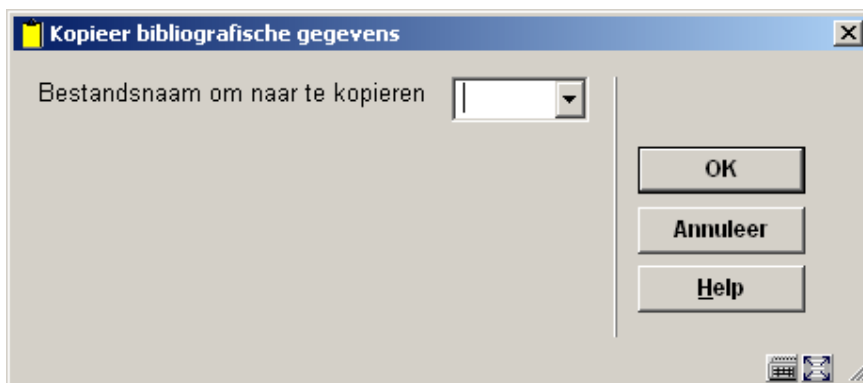 Kopieer bibliografische gegevens
Bestandsnaam om naar te kopieren
OK
Annuleer
Help